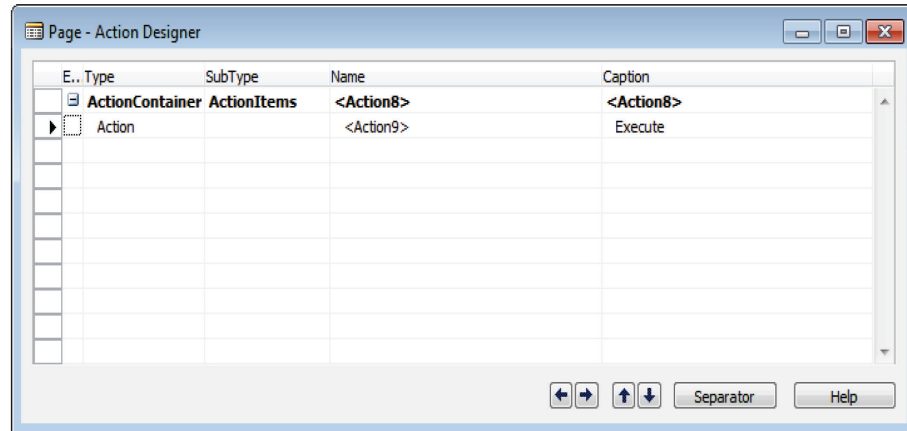 Page - Action Designer
E.. Type SubType Name Caption
ActionContainer ActionItems <Action8> <Action8>
Action <Action9> Execute
Separator Help